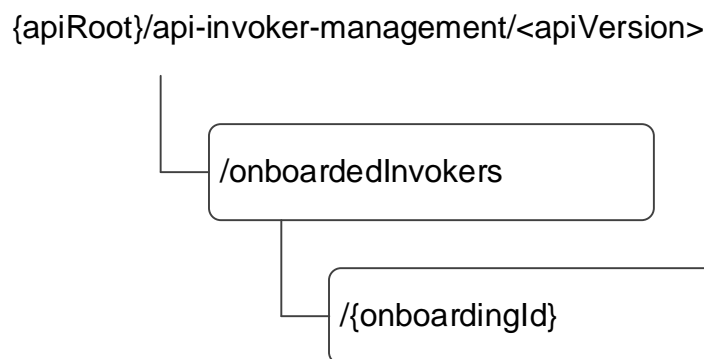 {apiRoot}/api-invoker-management/<apiVersion>
/onboardedInvokers
/{onboardingId}